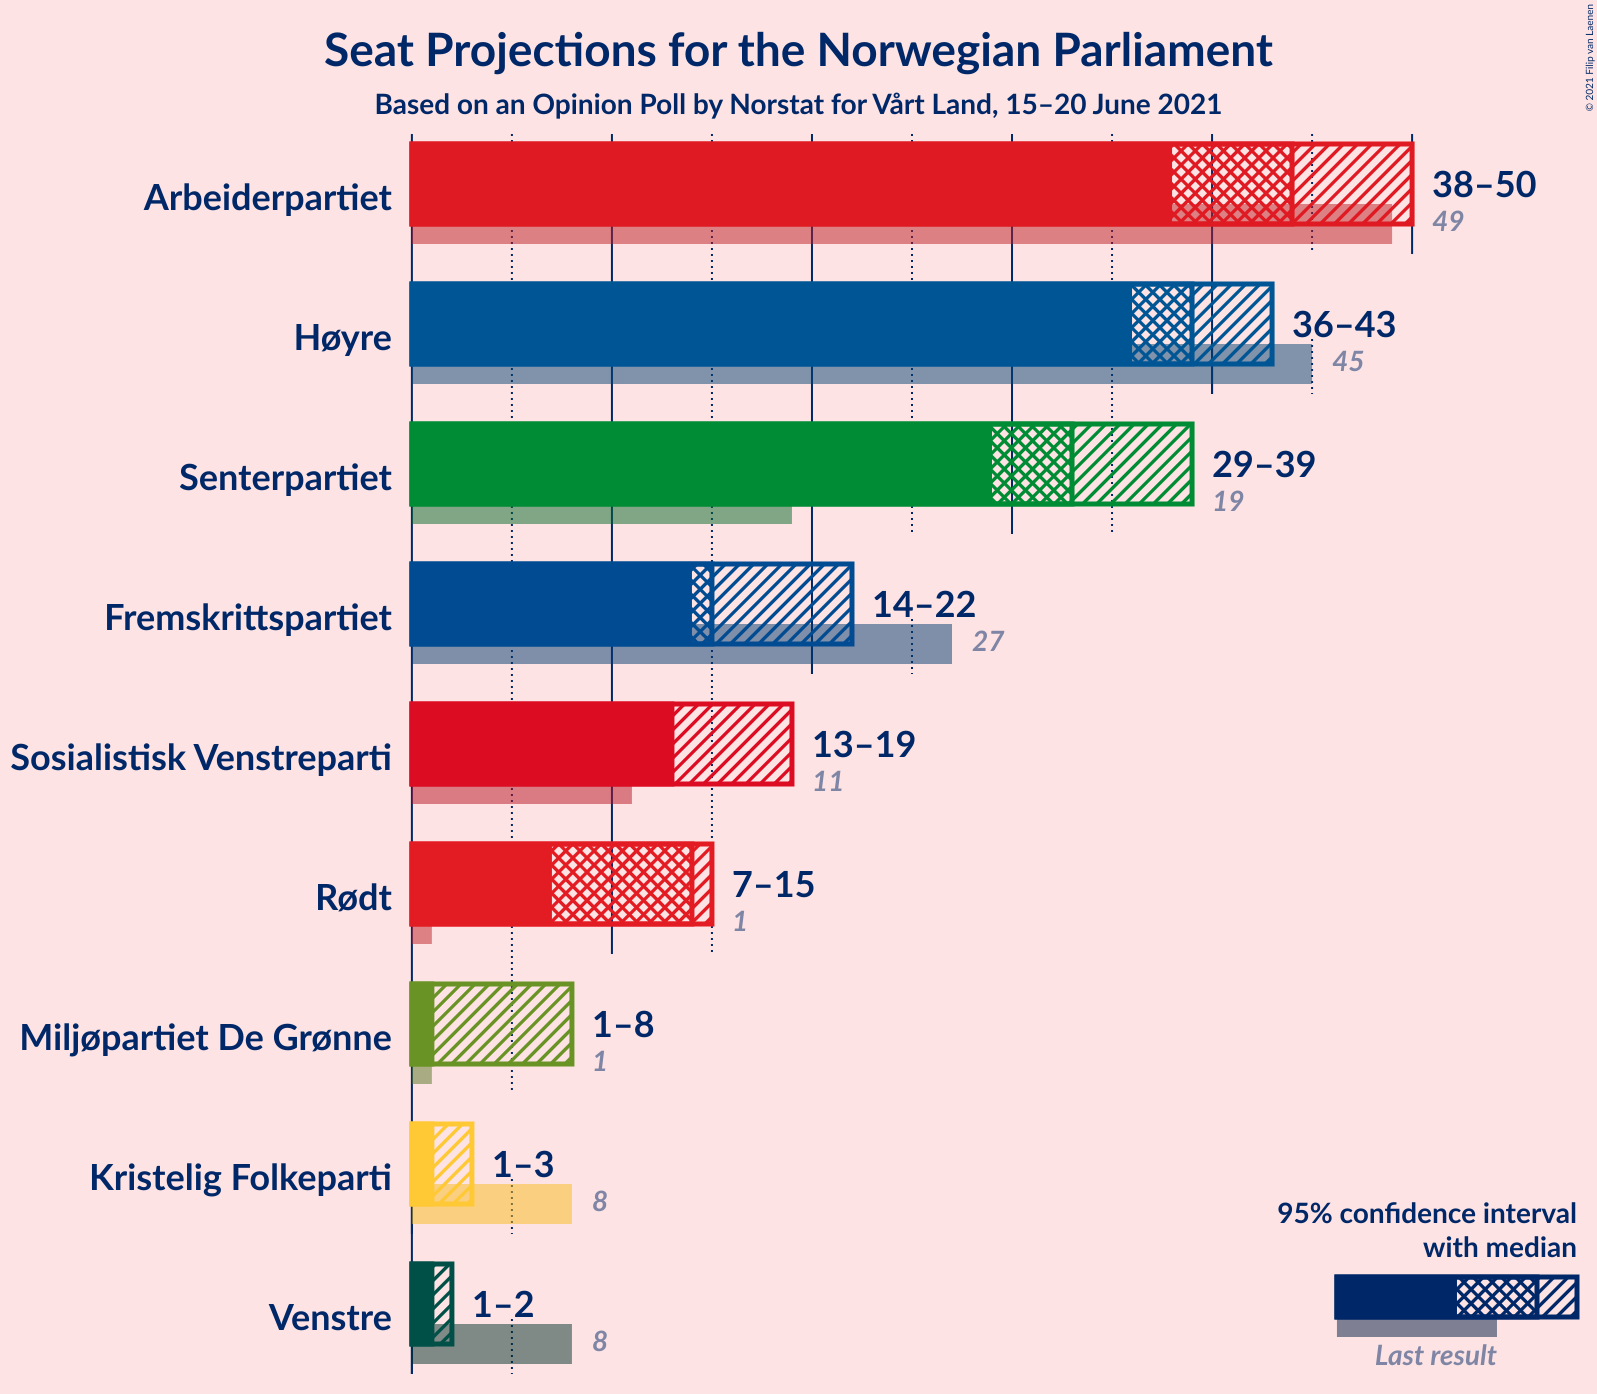 Seat Projections for the Norwegian Parliament
Based on an Opinion Poll by Norstat for Vårt Land, 15–20 June 2021
© 2021 Filip van Laenen
Arbeiderpartiet
38–50
49
Høyre
36–43
45
Senterpartiet
29–39
19
Fremskrittspartiet
14–22
27
Sosialistisk Venstreparti
13–19
11
Rødt
7–15
1
Miljøpartiet De Grønne
1–8
1
Kristelig Folkeparti
1–3
8
Venstre
1–2
8
95% confidence interval
with median
Last result